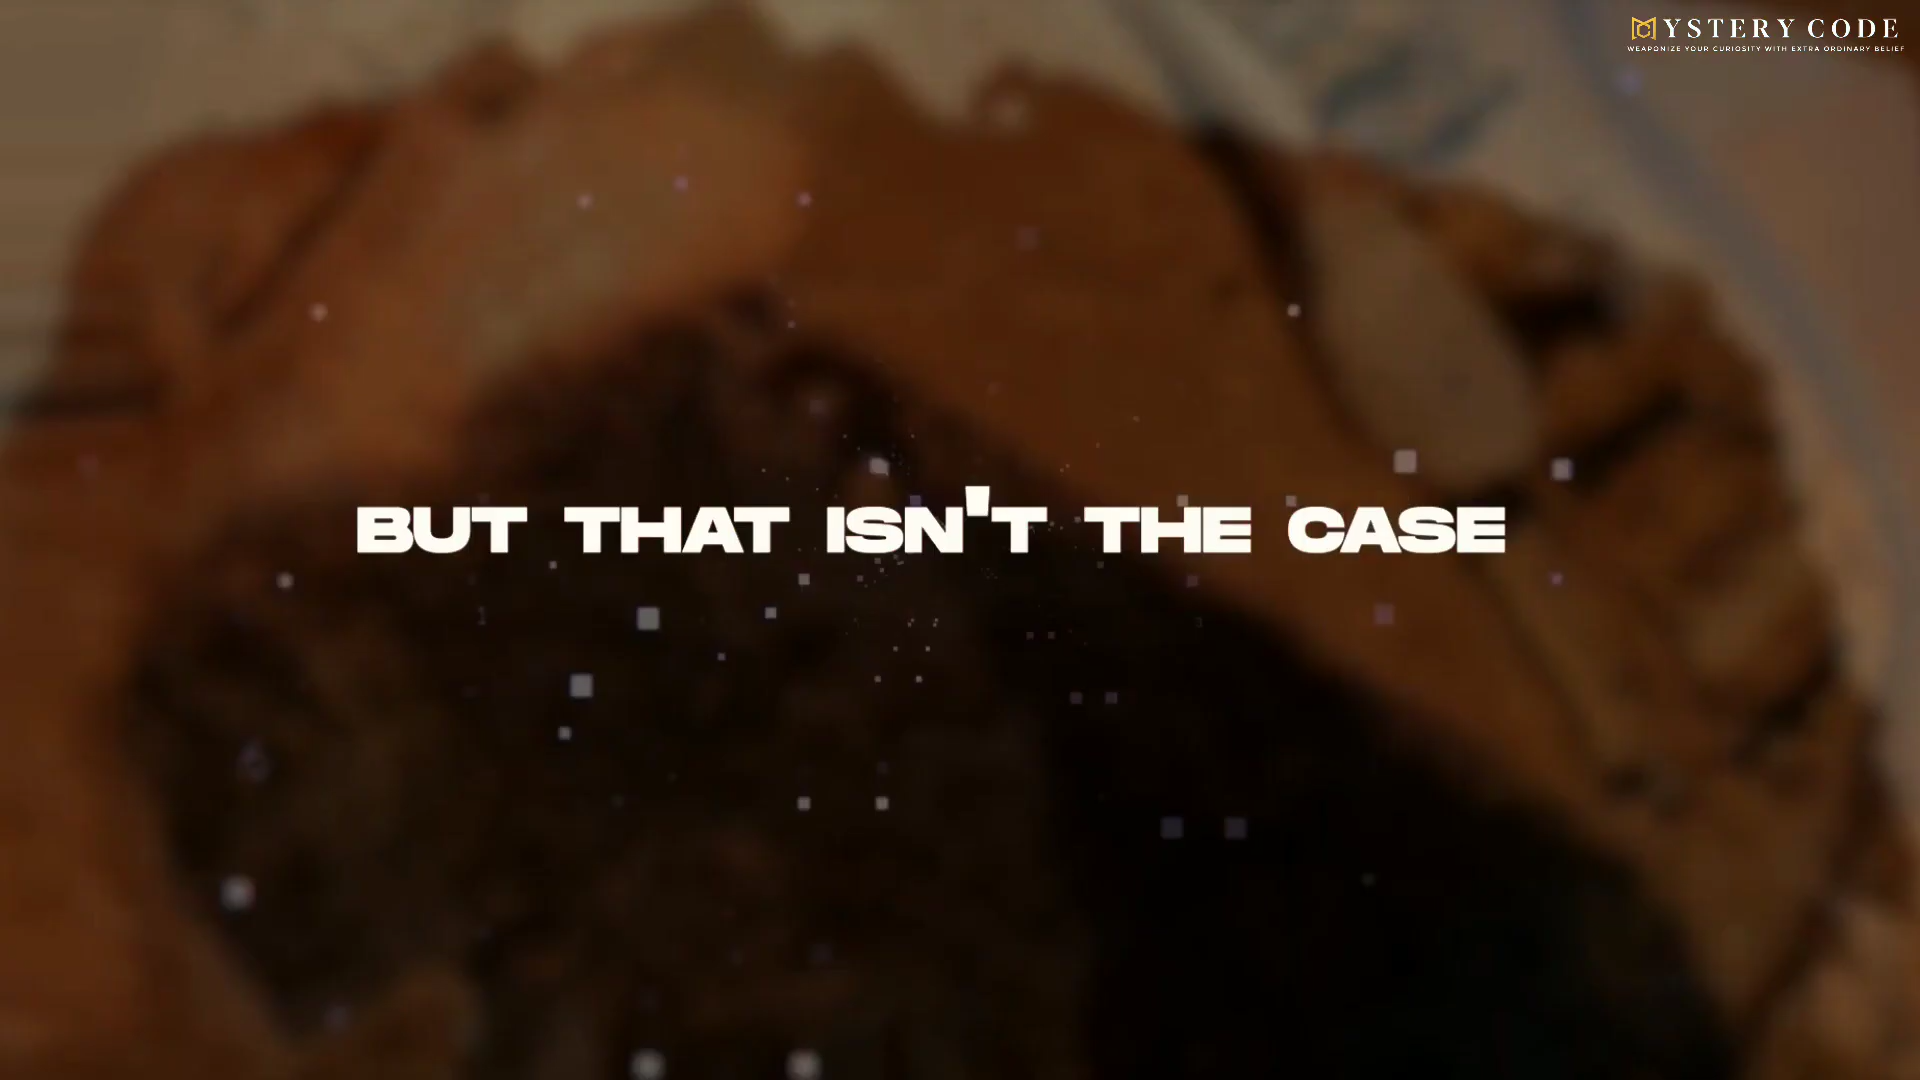 MYSTERY CODE
WEAPONIZE YOUR CURIOSITY WITH EXTRA ORDINARY BELIEF
BUT THAT ISN'T THE CASE